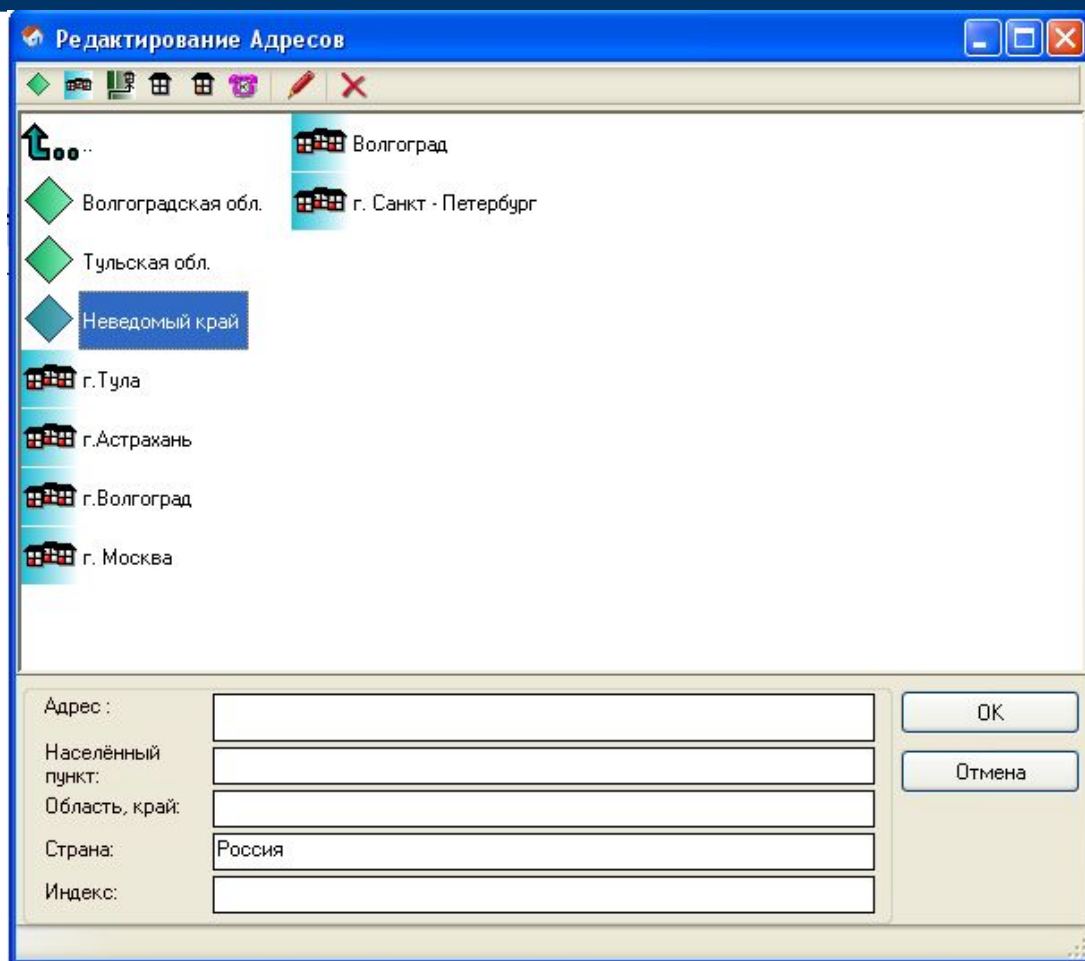 Редактирование Адресов
..
Волгоградская обл.
Тульская обл.
Неведомый край
г.Тула
г.Астрахань
г.Волгоград
г. Москва
Волгоград
г. Санкт - Петербург
Адрес :
Населённый
пункт:
Область, край:
Страна:
Россия
Индекс:
OK
Отмена